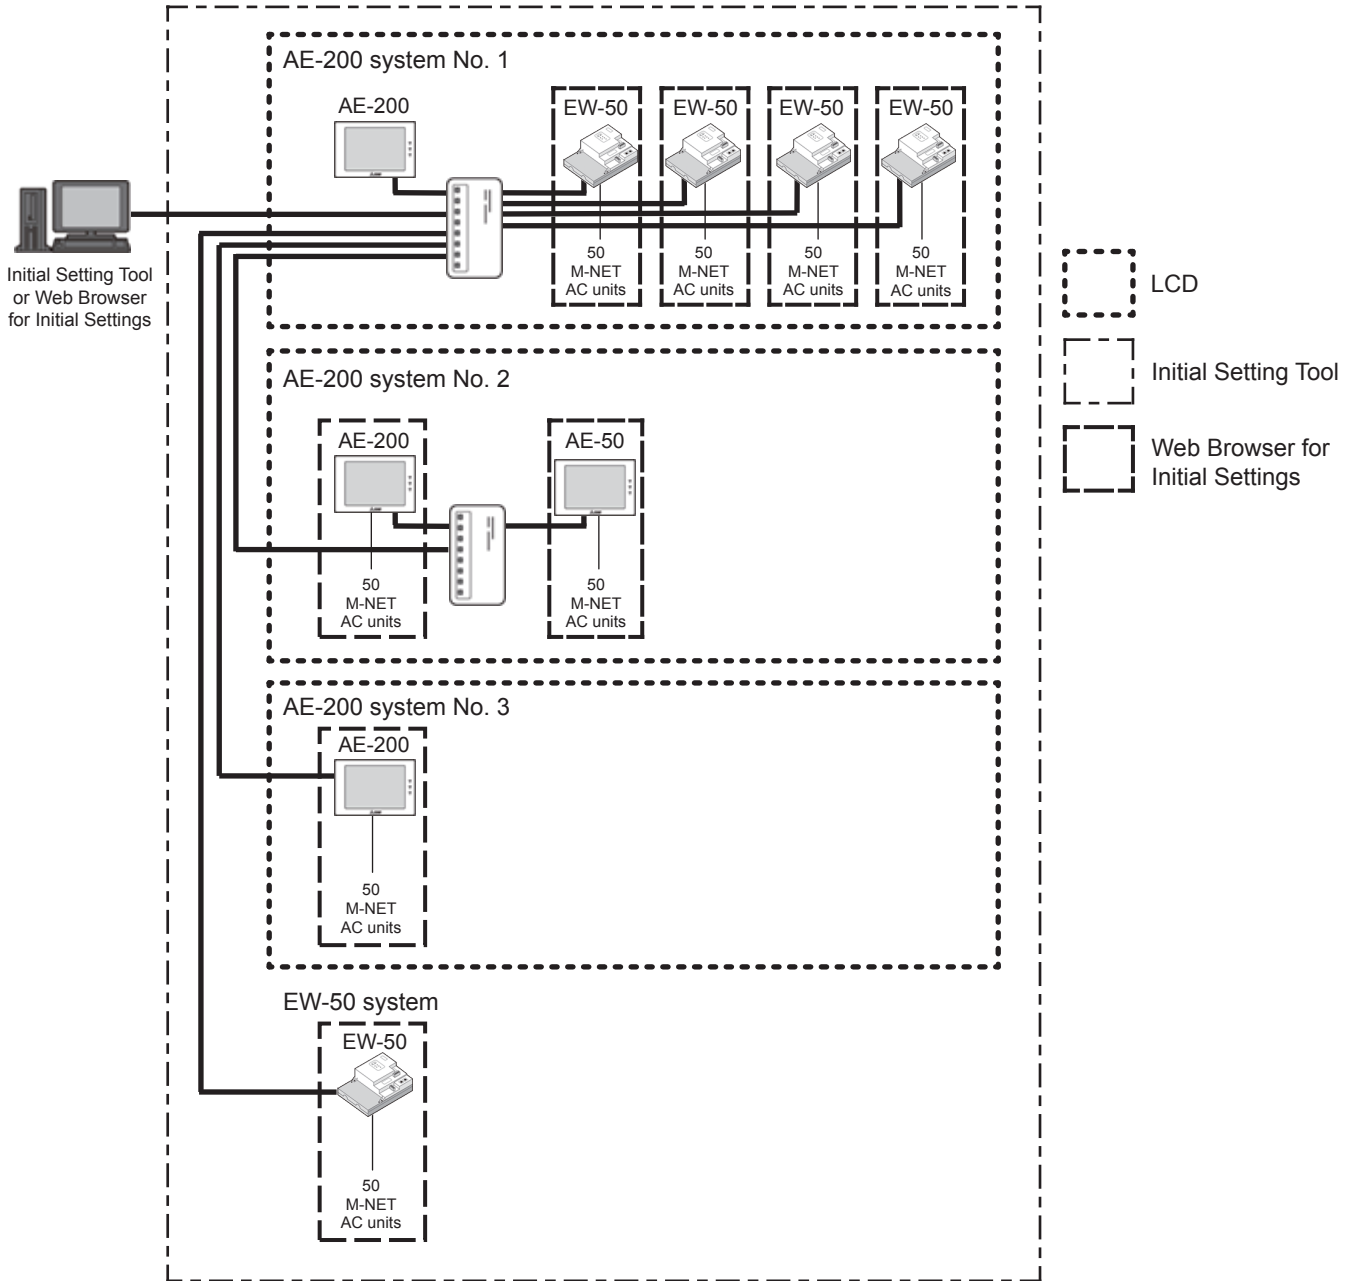 AE-200 system No. 1
AE-200
EW-50
EW-50
EW-50
EW-50
50
M-NET
AC units
50
M-NET
AC units
50
M-NET
AC units
50
M-NET
AC units
Initial Setting Tool
or Web Browser
for Initial Settings
LCD
Initial Setting Tool
Web Browser for
Initial Settings
AE-200 system No. 2
AE-200
AE-50
50
M-NET
AC units
50
M-NET
AC units
AE-200 system No. 3
AE-200
50
M-NET
AC units
EW-50 system
EW-50
50
M-NET
AC units